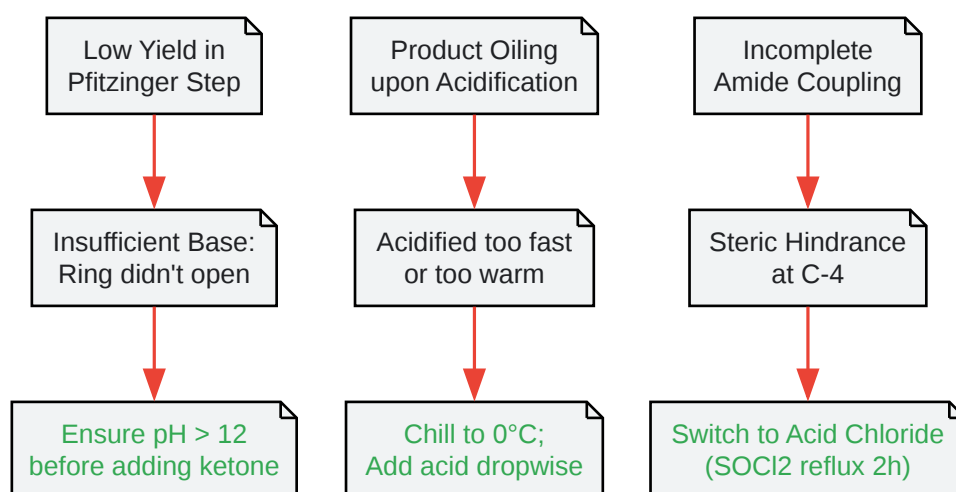 Low Yield in
Pfitzinger Step
Product Oiling
upon Acidification
Incomplete
Amide Coupling
Insufficient Base:
Ring didn't open
Acidified too fast
or too warm
Steric Hindrance
at C-4
Ensure pH > 12
before adding ketone
Chill to 0°C;
Add acid dropwise
Switch to Acid Chloride
(SOCl2 reflux 2h)